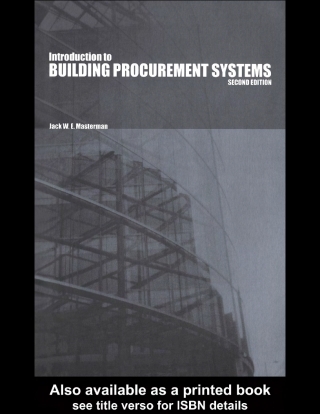 Introduction to
BUILDING PROCUREMENT SYSTEMS
SECOND EDITION
Jack W. E. Masterman
Also available as a printed book
see title verso for ISBN details